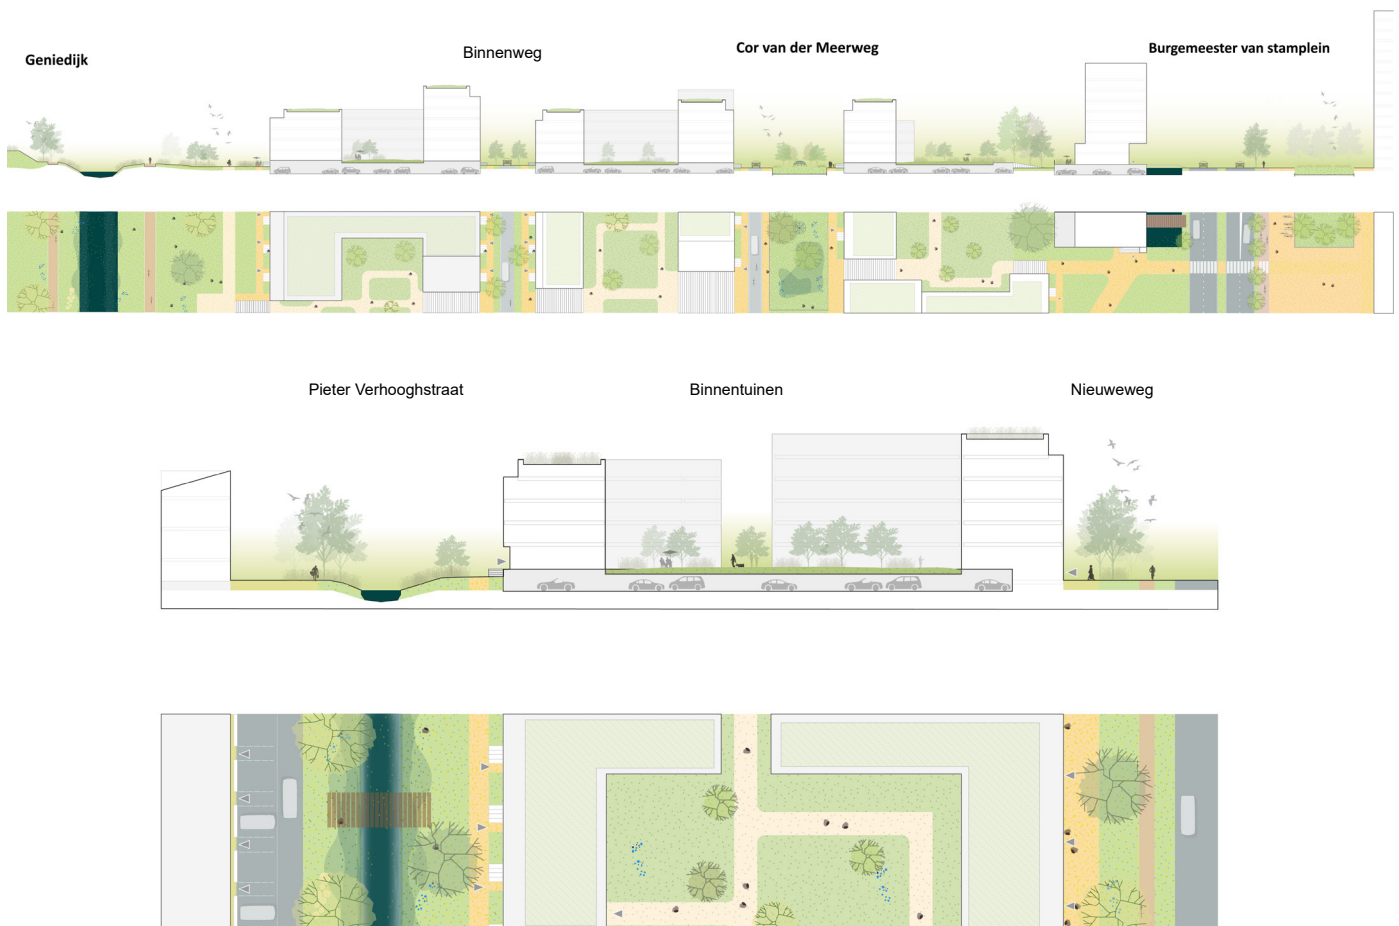 Geniedijk
Binnenweg
Cor van der Meerweg
Burgemeester van stamplein
Pieter Verhooghstraat
Binnentuinen
Nieuweweg